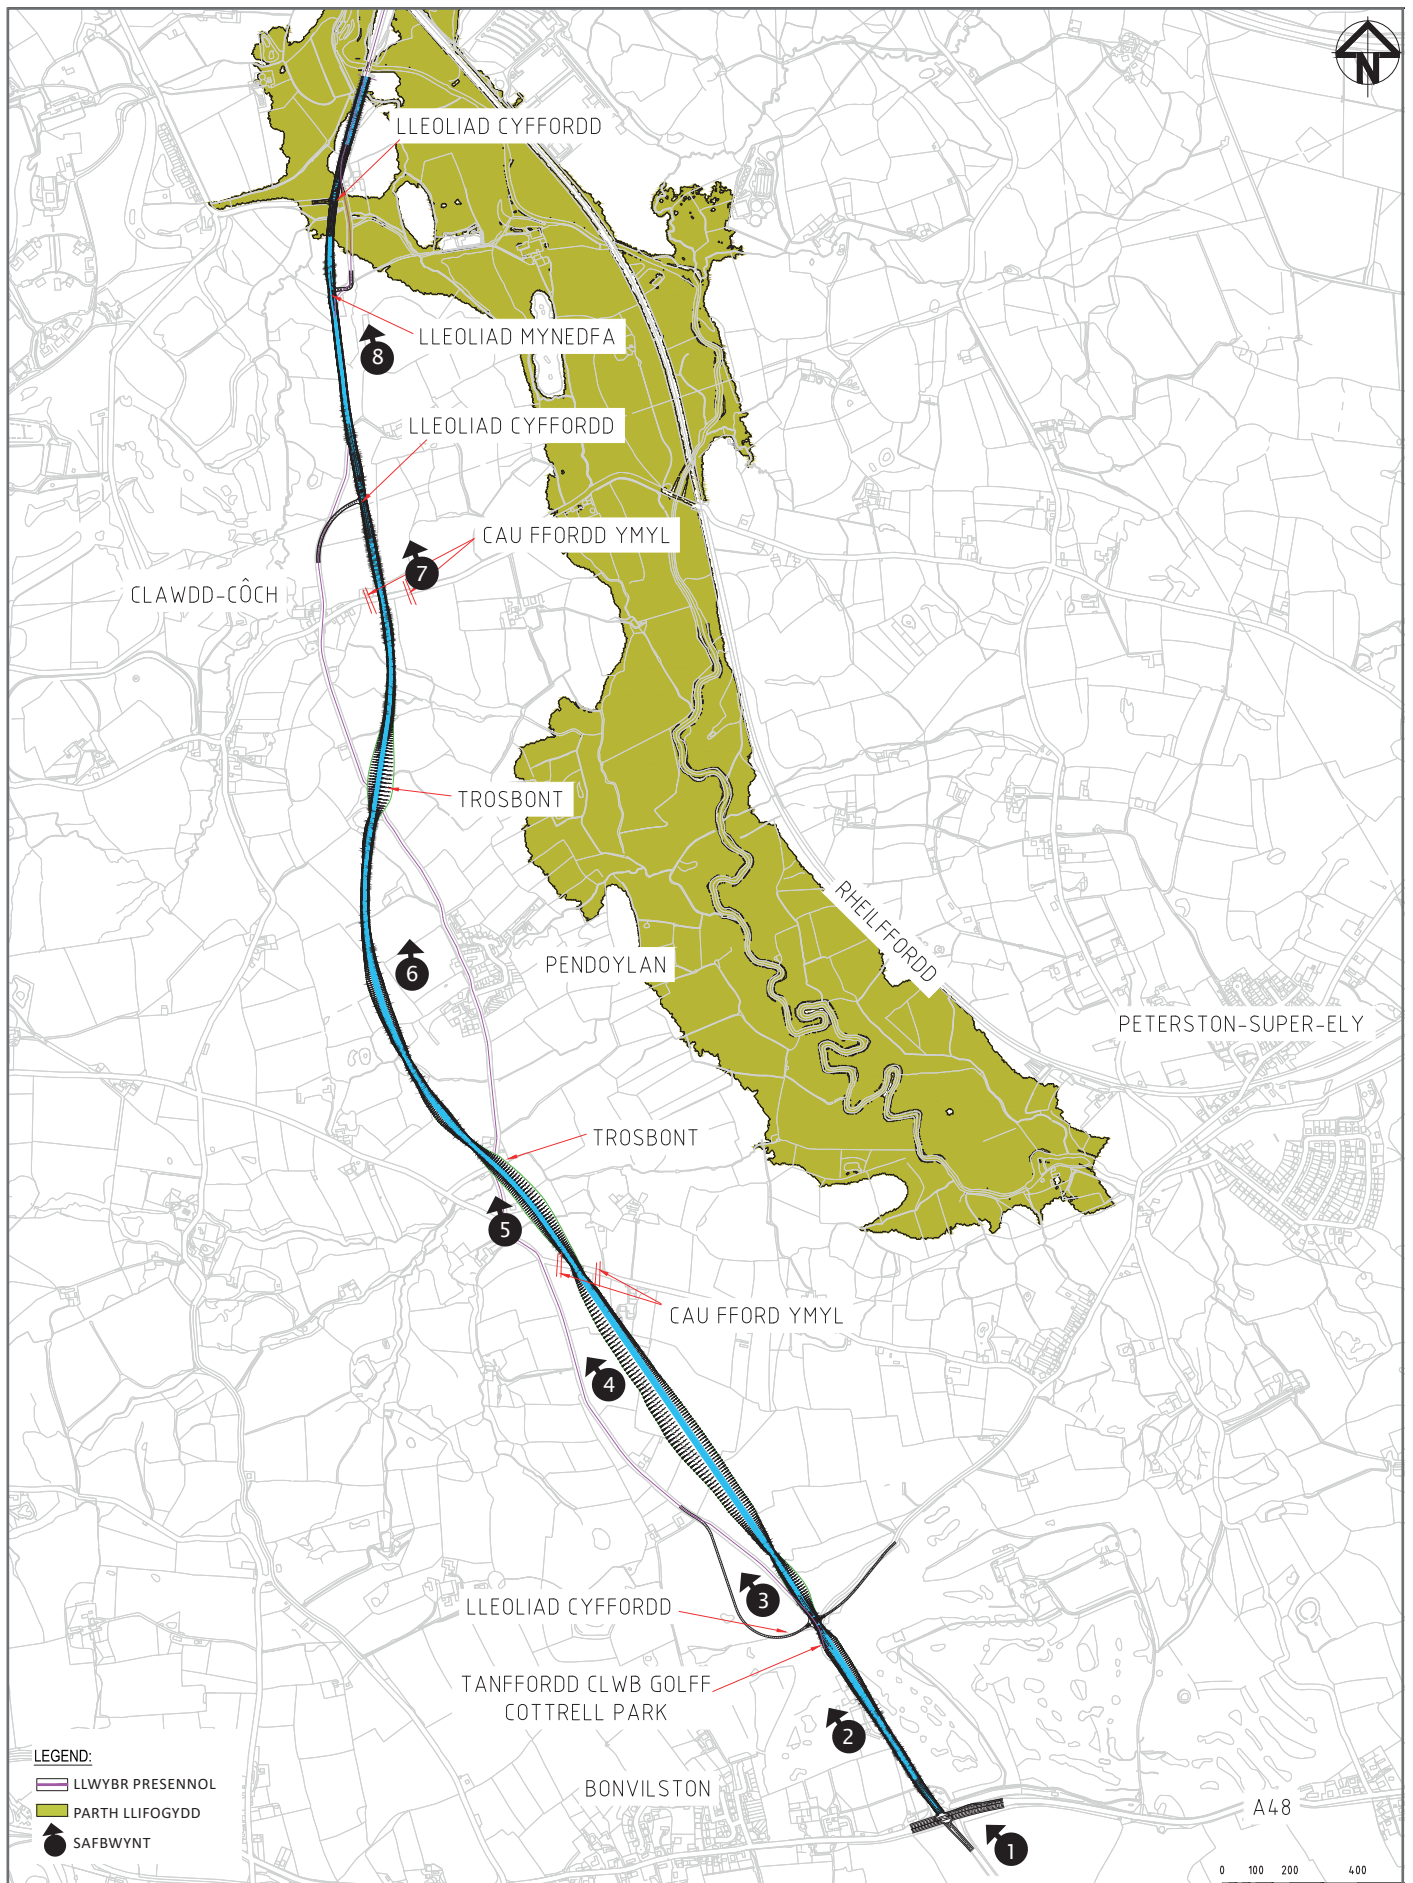 N
LLEOLIAD CYFFORDD
LLEOLIAD MYNEDFA
8
LLEOLIAD CYFFORDD
CAU FFORDD YMYL
7
CLAWDD-CÔCH
TROSBONT
RHEILFFORDD
6
PENDOYLAN
PETERSTON-SUPER-ELY
TROSBONT
5
CAU FFORD YMYL
4
3
LLEOLIAD CYFFORDD
TANFFORDD CLWB GOLFF
COTTRELL PARK
2
BONVILSTON
A48
1
LEGEND:
LLWYBR PRESENNOL
PARTH LLIFOGYDD
SAFBWYNT
0 100 200 400